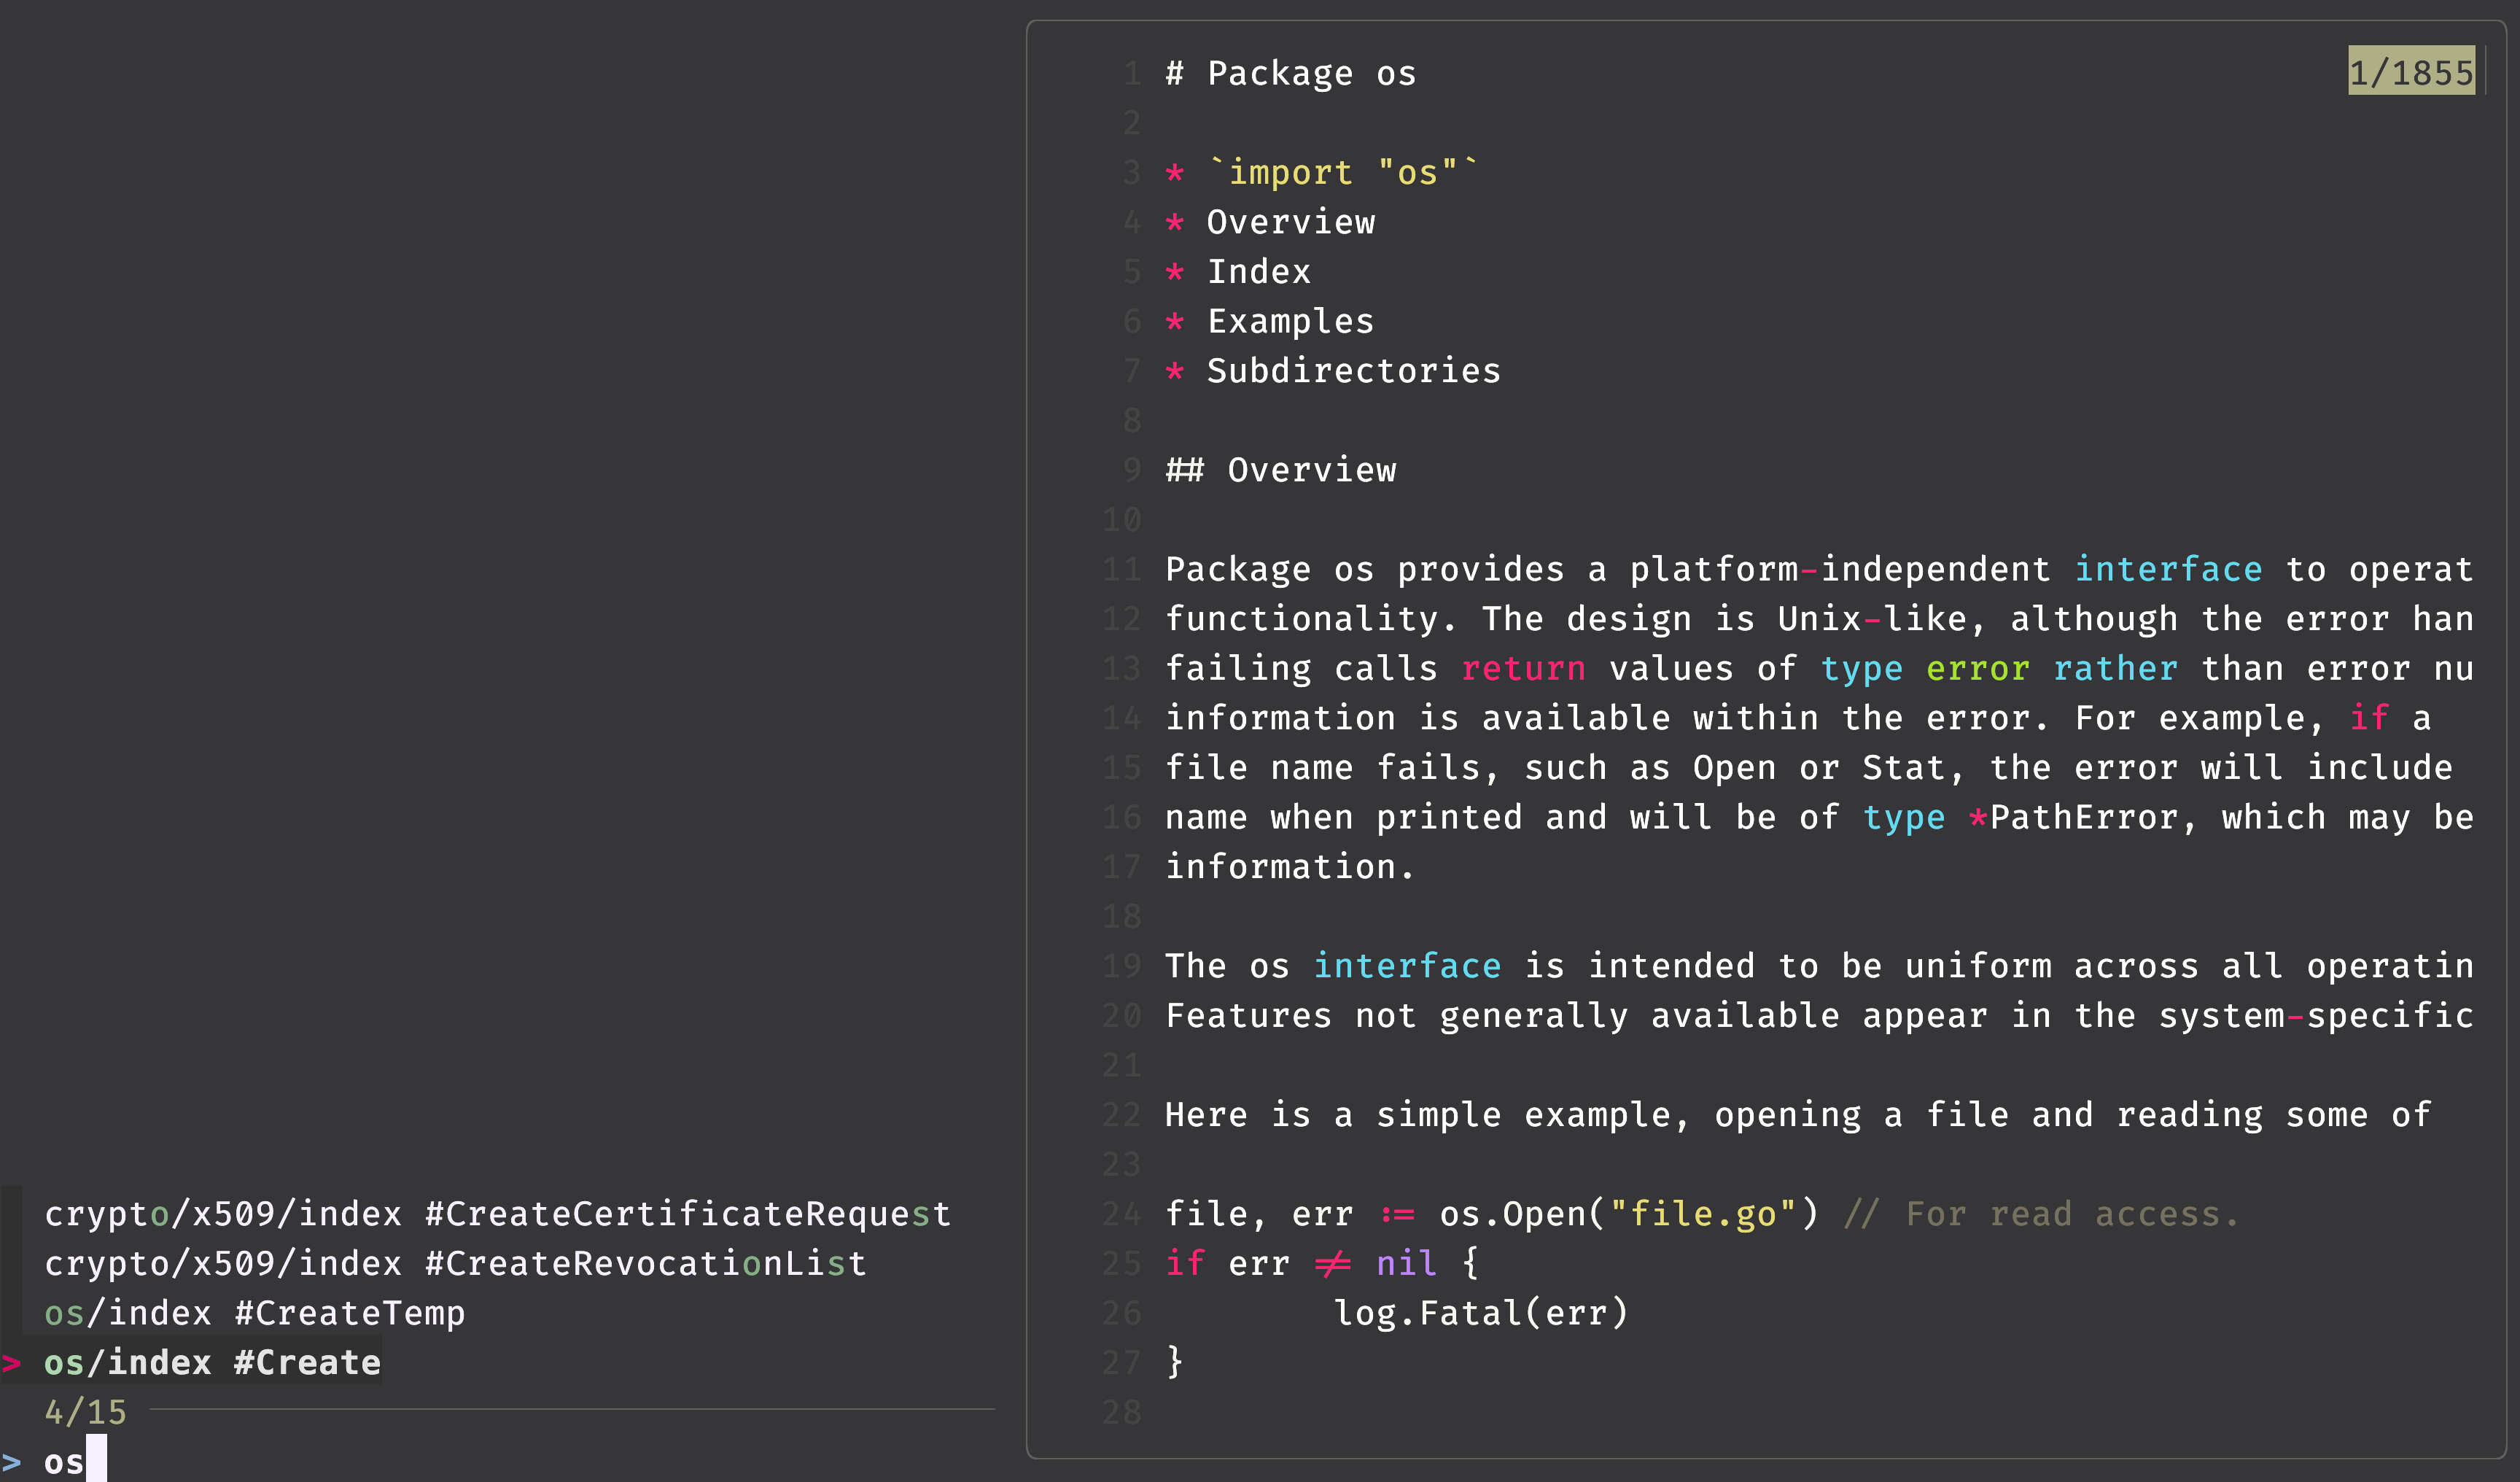 crypto/x509/index #CreateCertificateRequest
crypto/x509/index #CreateRevocationList
os/index #CreateTemp
> os/index #Create
4/15
> os
1/1855
1 # Package os
2
3 * `import "os"`
4 * Overview
5 * Index
6 * Examples
7 * Subdirectories
8
9 ## Overview
10
11 Package os provides a platform-independent interface to operat
12 functionality. The design is Unix-like, although the error han
13 failing calls return values of type error rather than error nu
14 information is available within the error. For example, if a
15 file name fails, such as Open or Stat, the error will include
16 name when printed and will be of type *PathError, which may be
17 information.
18
19 The os interface is intended to be uniform across all operatin
20 Features not generally available appear in the system-specific
21
22 Here is a simple example, opening a file and reading some of
23
24 file, err := os.Open("file.go") // For read access.
25 if err != nil {
26         log.Fatal(err)
27 }
28